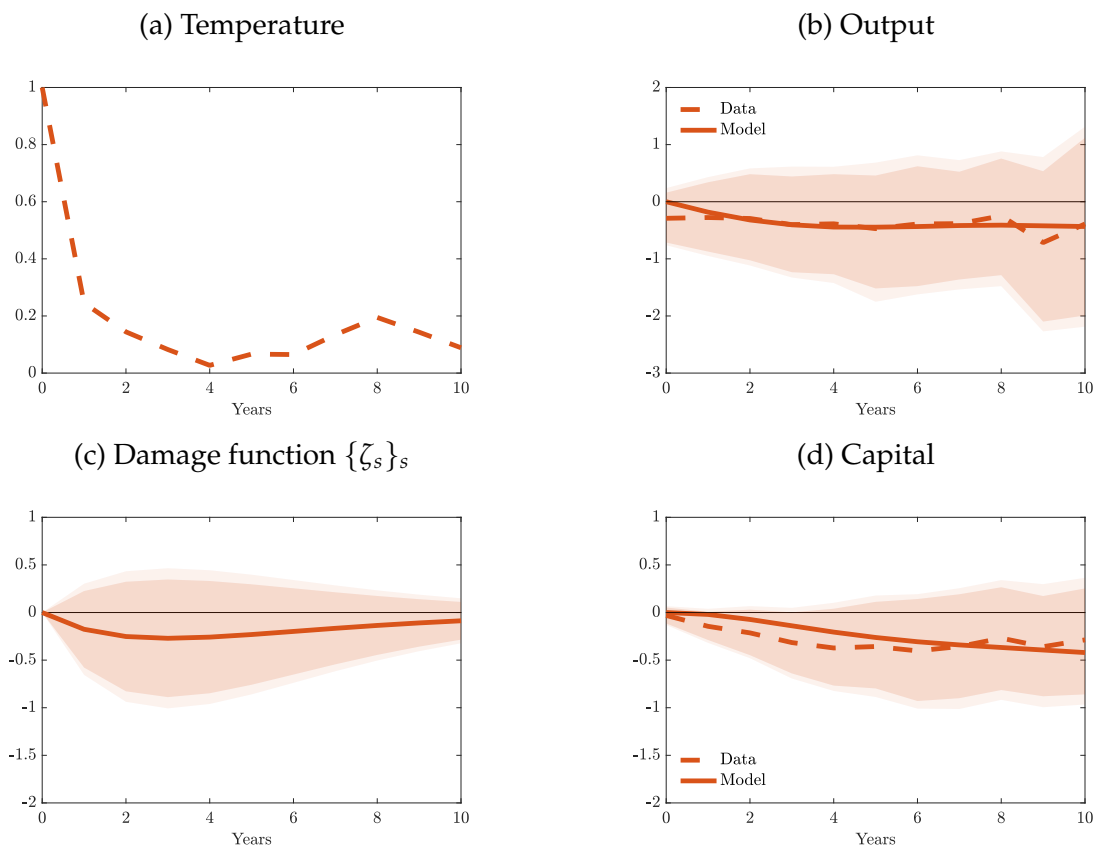 (a) Temperature
1
0.8
0.6
0.4
0.2
0
0 2 4 6 8 10
Years
(b) Output
2
1
0
-1
-2
-3
Data
Model
0 2 4 6 8 10
Years
(c) Damage function {ζₛ}ₛ
1
0.5
0
-0.5
-1
-1.5
-2
0 2 4 6 8 10
Years
(d) Capital
1
0.5
0
-0.5
-1
-1.5
-2
Data
Model
0 2 4 6 8 10
Years